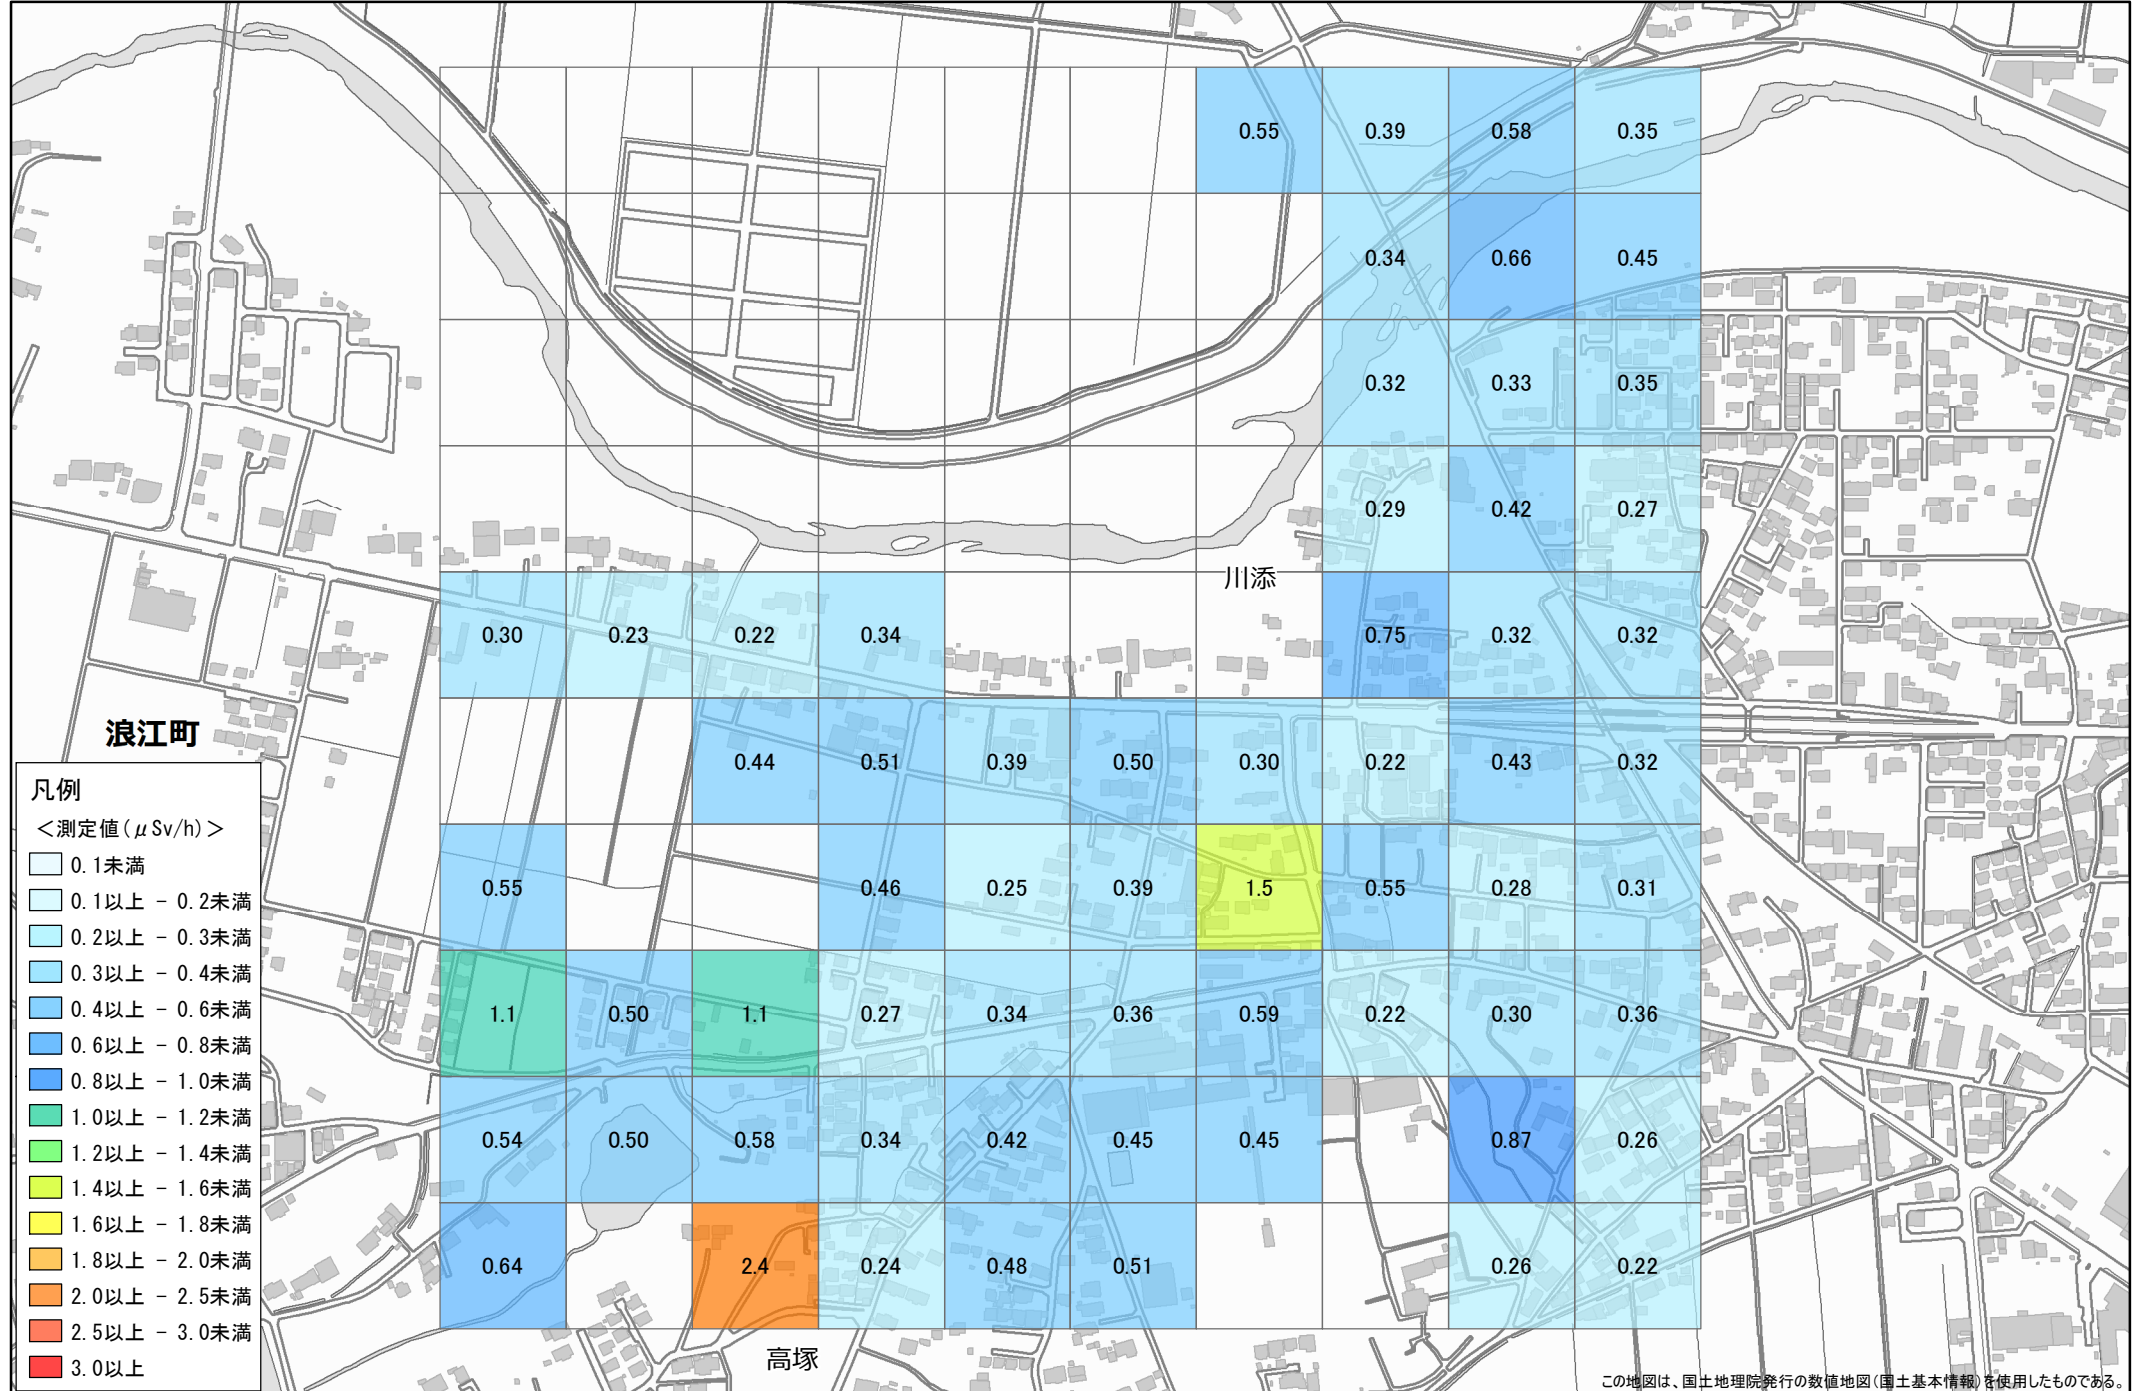 0.55 0.39 0.58 0.35
0.34 0.66 0.45
0.32 0.33 0.35
0.29 0.42 0.27
川添
0.30 0.23 0.22 0.34 0.75 0.32 0.32
浪江町
0.44 0.51 0.39 0.50 0.30 0.22 0.43 0.32
0.55 0.46 0.25 0.39 1.5 0.55 0.28 0.31
1.1 0.50 1.1 0.27 0.34 0.36 0.59 0.22 0.30 0.36
0.54 0.50 0.58 0.34 0.42 0.45 0.45 0.87 0.26
0.64 2.4 0.24 0.48 0.51 0.26 0.22
高塚
凡例
<測定値(μSv/h)>
0.1未満
0.1以上 - 0.2未満
0.2以上 - 0.3未満
0.3以上 - 0.4未満
0.4以上 - 0.6未満
0.6以上 - 0.8未満
0.8以上 - 1.0未満
1.0以上 - 1.2未満
1.2以上 - 1.4未満
1.4以上 - 1.6未満
1.6以上 - 1.8未満
1.8以上 - 2.0未満
2.0以上 - 2.5未満
2.5以上 - 3.0未満
3.0以上
この地図は、国土地理院発行の数値地図(国土基本情報)を使用したものである。